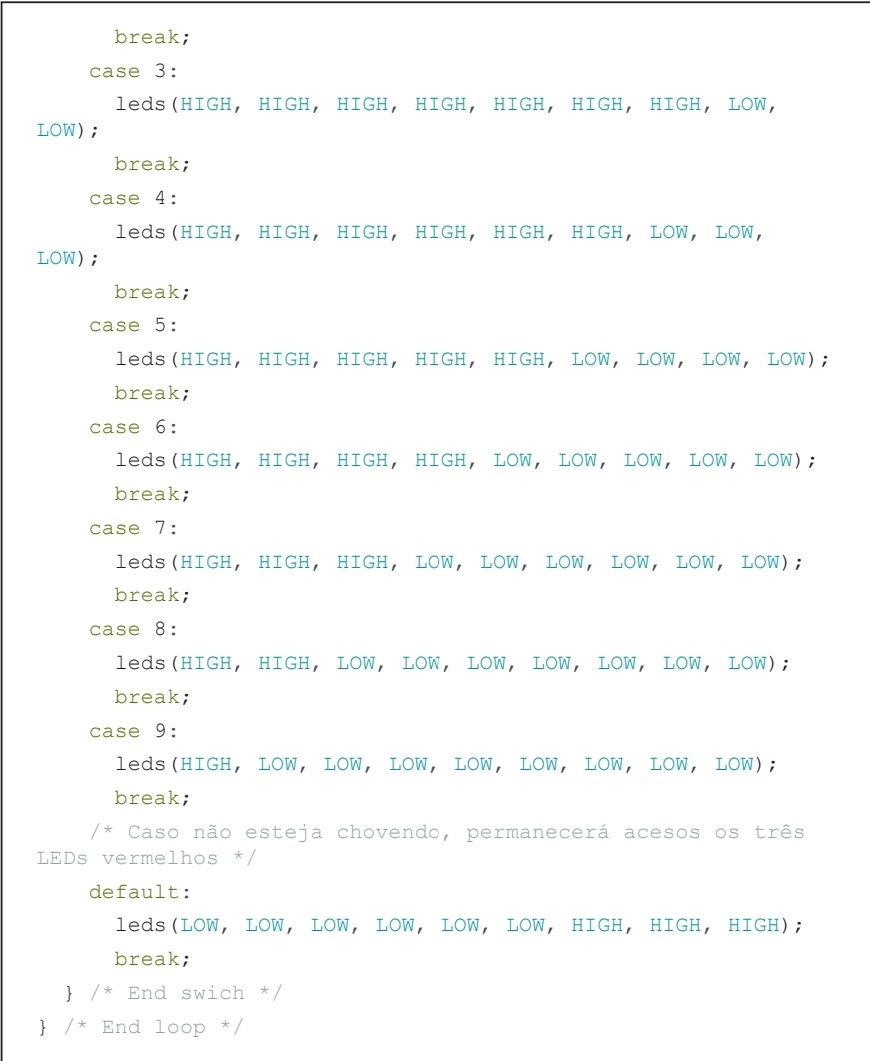 break;
case 3:
leds(HIGH, HIGH, HIGH, HIGH, HIGH, HIGH, HIGH, LOW,
LOW);
break;
case 4:
leds(HIGH, HIGH, HIGH, HIGH, HIGH, HIGH, LOW, LOW,
LOW);
break;
case 5:
leds(HIGH, HIGH, HIGH, HIGH, HIGH, LOW, LOW, LOW, LOW);
break;
case 6:
leds(HIGH, HIGH, HIGH, HIGH, LOW, LOW, LOW, LOW, LOW);
break;
case 7:
leds(HIGH, HIGH, HIGH, LOW, LOW, LOW, LOW, LOW, LOW);
break;
case 8:
leds(HIGH, HIGH, LOW, LOW, LOW, LOW, LOW, LOW, LOW);
break;
case 9:
leds(HIGH, LOW, LOW, LOW, LOW, LOW, LOW, LOW, LOW);
break;
/* Caso não esteja chovendo, permanecerá acesos os três
LEDs vermelhos */
default:
leds(LOW, LOW, LOW, LOW, LOW, LOW, HIGH, HIGH, HIGH);
break;
} /* End swich */
} /* End loop */